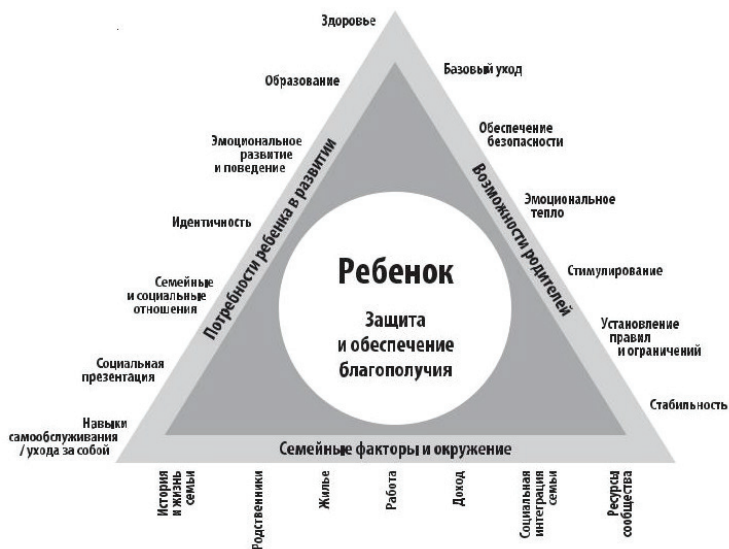 Здоровье
Образование
Эмоциональное
развитие
и поведение
Идентичность
Семейные
и социальные
отношения
Социальная
презентация
Навыки
самообслуживания
/ ухода за собой
Потребности ребенка в развитии
Базовый уход
Обеспечение
безопасности
Эмоциональное
тепло
Стимулирование
Установление
правил
и ограничений
Стабильность
Возможности родителей
Ребенок
Защита
и обеспечение
благополучия
Семейные факторы и окружение
История
и жизнь
семьи
Родственники
Жилье
Работа
Доход
Социальная
интеграция
семьи
Ресурсы
сообщества